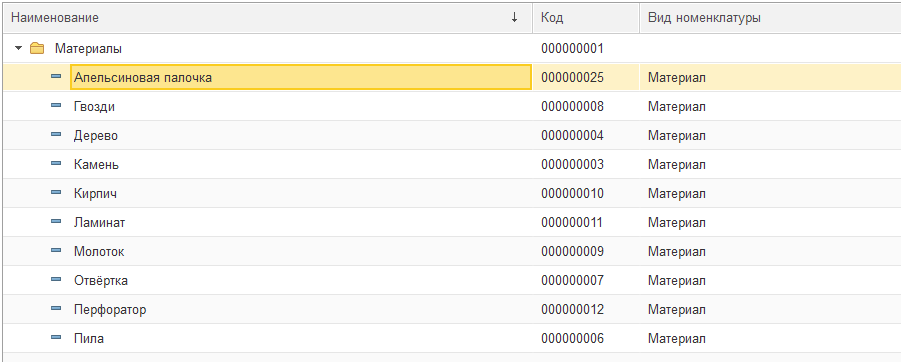 Наименование ↓ Код Вид номенклатуры
Материалы 000000001
Апельсиновая палочка 000000025 Материал
Гвозди 000000008 Материал
Дерево 000000004 Материал
Камень 000000003 Материал
Кирпич 000000010 Материал
Ламинат 000000011 Материал
Молоток 000000009 Материал
Отвёртка 000000007 Материал
Перфоратор 000000012 Материал
Пила 000000006 Материал